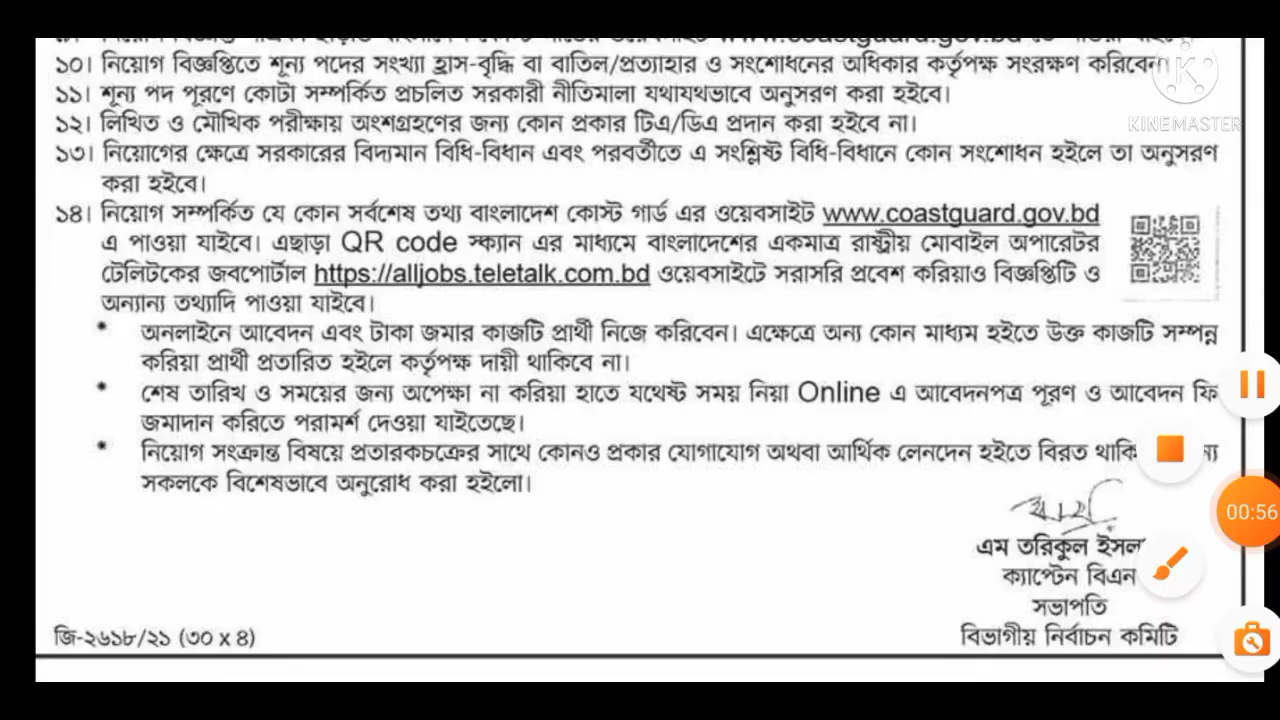 ১০। নিয়োগ বিজ্ঞপ্তিতে শূন্য পদের সংখ্যা হ্রাস-বৃদ্ধি বা বাতিল/প্রত্যাহার ও সংশোধনের অধিকার কর্তৃপক্ষ সংরক্ষণ করিবেন।
১১। শূন্য পদ পূরণে কোটা সম্পর্কিত প্রচলিত সরকারী নীতিমালা যথাযথভাবে অনুসরণ করা হইবে।
KINEMASTER
১২। লিখিত ও মৌখিক পরীক্ষায় অংশগ্রহণের জন্য কোন প্রকার টিএ/ডিএ প্রদান করা হইবে না।
১৩। নিয়োগের ক্ষেত্রে সরকারের বিদ্যমান বিধি-বিধান এবং পরবর্তীতে এ সংশ্লিষ্ট বিধি-বিধানে কোন সংশোধন হইলে তা অনুসরণ
করা হইবে।
১৪। নিয়োগ সম্পর্কিত যে কোন সর্বশেষ তথ্য বাংলাদেশ কোস্ট গার্ড এর ওয়েবসাইট www.coastguard.gov.bd
এ পাওয়া যাইবে। এছাড়া QR code স্ক্যান এর মাধ্যমে বাংলাদেশের একমাত্র রাষ্ট্রীয় মোবাইল অপারেটর
টেলিটকের জবপোর্টাল https://alljobs.teletalk.com.bd ওয়েবসাইটে সরাসরি প্রবেশ করিয়াও বিজ্ঞপ্তিটি ও
অন্যান্য তথ্যাদি পাওয়া যাইবে।
* অনলাইনে আবেদন এবং টাকা জমার কাজটি প্রার্থী নিজে করিবেন। এক্ষেত্রে অন্য কোন মাধ্যম হইতে উক্ত কাজটি সম্পন্ন
করিয়া প্রার্থী প্রতারিত হইলে কর্তৃপক্ষ দায়ী থাকিবে না।
* শেষ তারিখ ও সময়ের জন্য অপেক্ষা না করিয়া হাতে যথেষ্ট সময় নিয়া Online এ আবেদনপত্র পূরণ ও আবেদন ফি
জমাদান করিতে পরামর্শ দেওয়া যাইতেছে।
* নিয়োগ সংক্রান্ত বিষয়ে প্রতারকচক্রের সাথে কোনও প্রকার যোগাযোগ অথবা আর্থিক লেনদেন হইতে বিরত
সকলকে বিশেষভাবে অনুরোধ করা হইলো।
00:56
এম তরিকুল
ক্যাপ্টেন বিএন
সভাপতি
বিভাগীয় নির্বাচন কমিটি
জি-২৬১৮/২১ (৩০ x ৪)